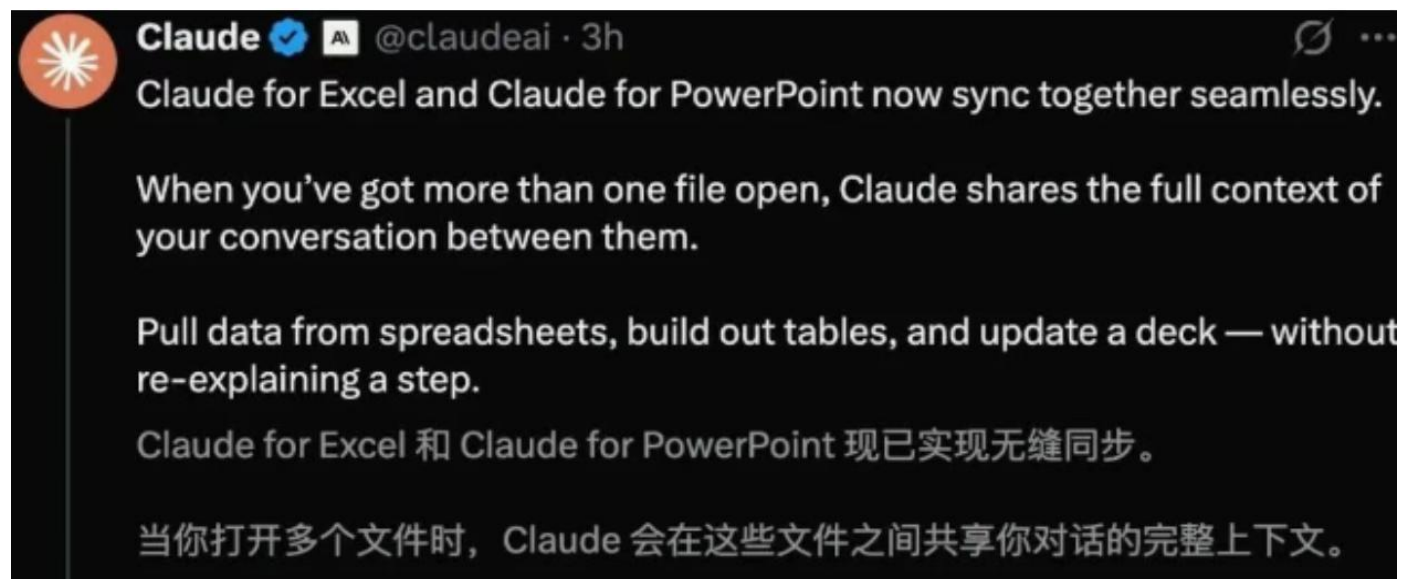 Claude @claudeai · 3h
Claude for Excel and Claude for PowerPoint now sync together seamlessly.
When you’ve got more than one file open, Claude shares the full context of
your conversation between them.
Pull data from spreadsheets, build out tables, and update a deck — without
re-explaining a step.
Claude for Excel 和 Claude for PowerPoint 现已实现无缝同步。
当你打开多个文件时，Claude 会在这些文件之间共享你对话的完整上下文。